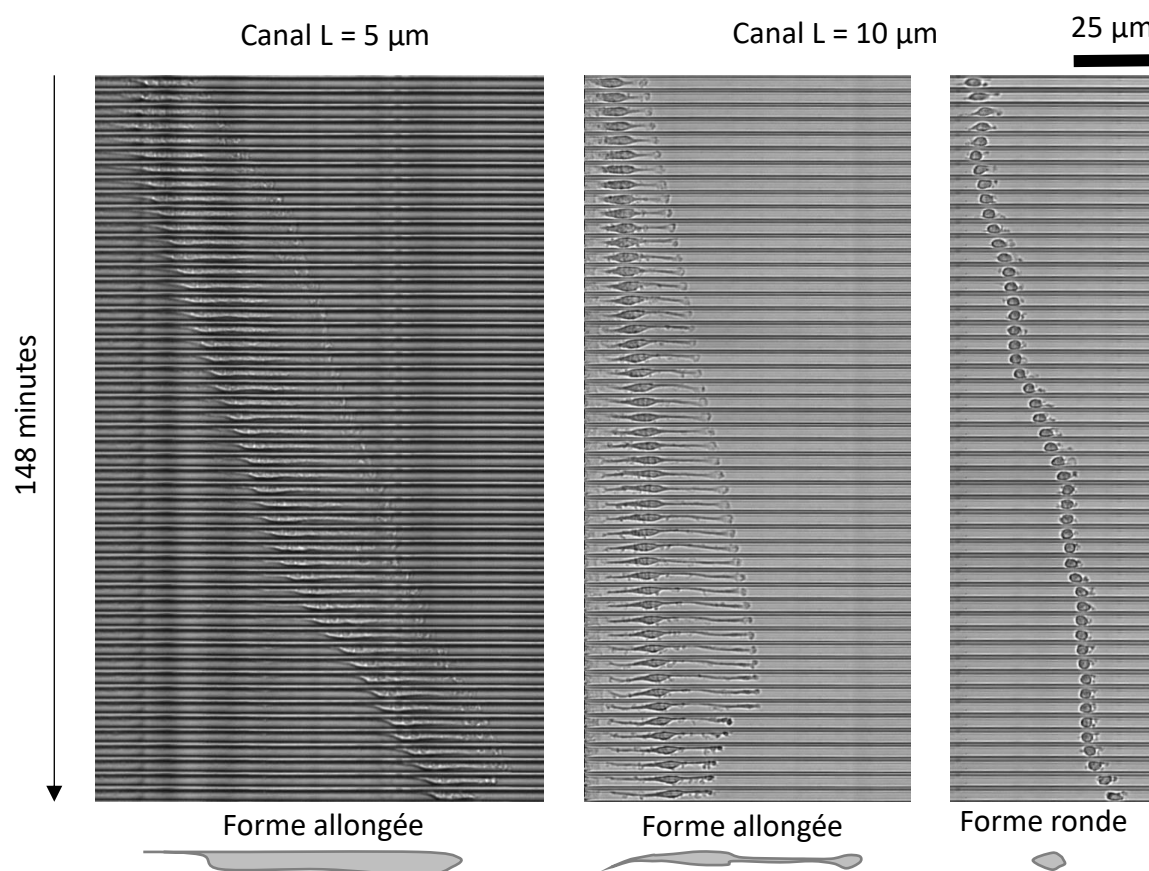 Canal L = 5 µm
Canal L = 10 µm
25 µm
148 minutes
Forme allongée
Forme allongée
Forme ronde